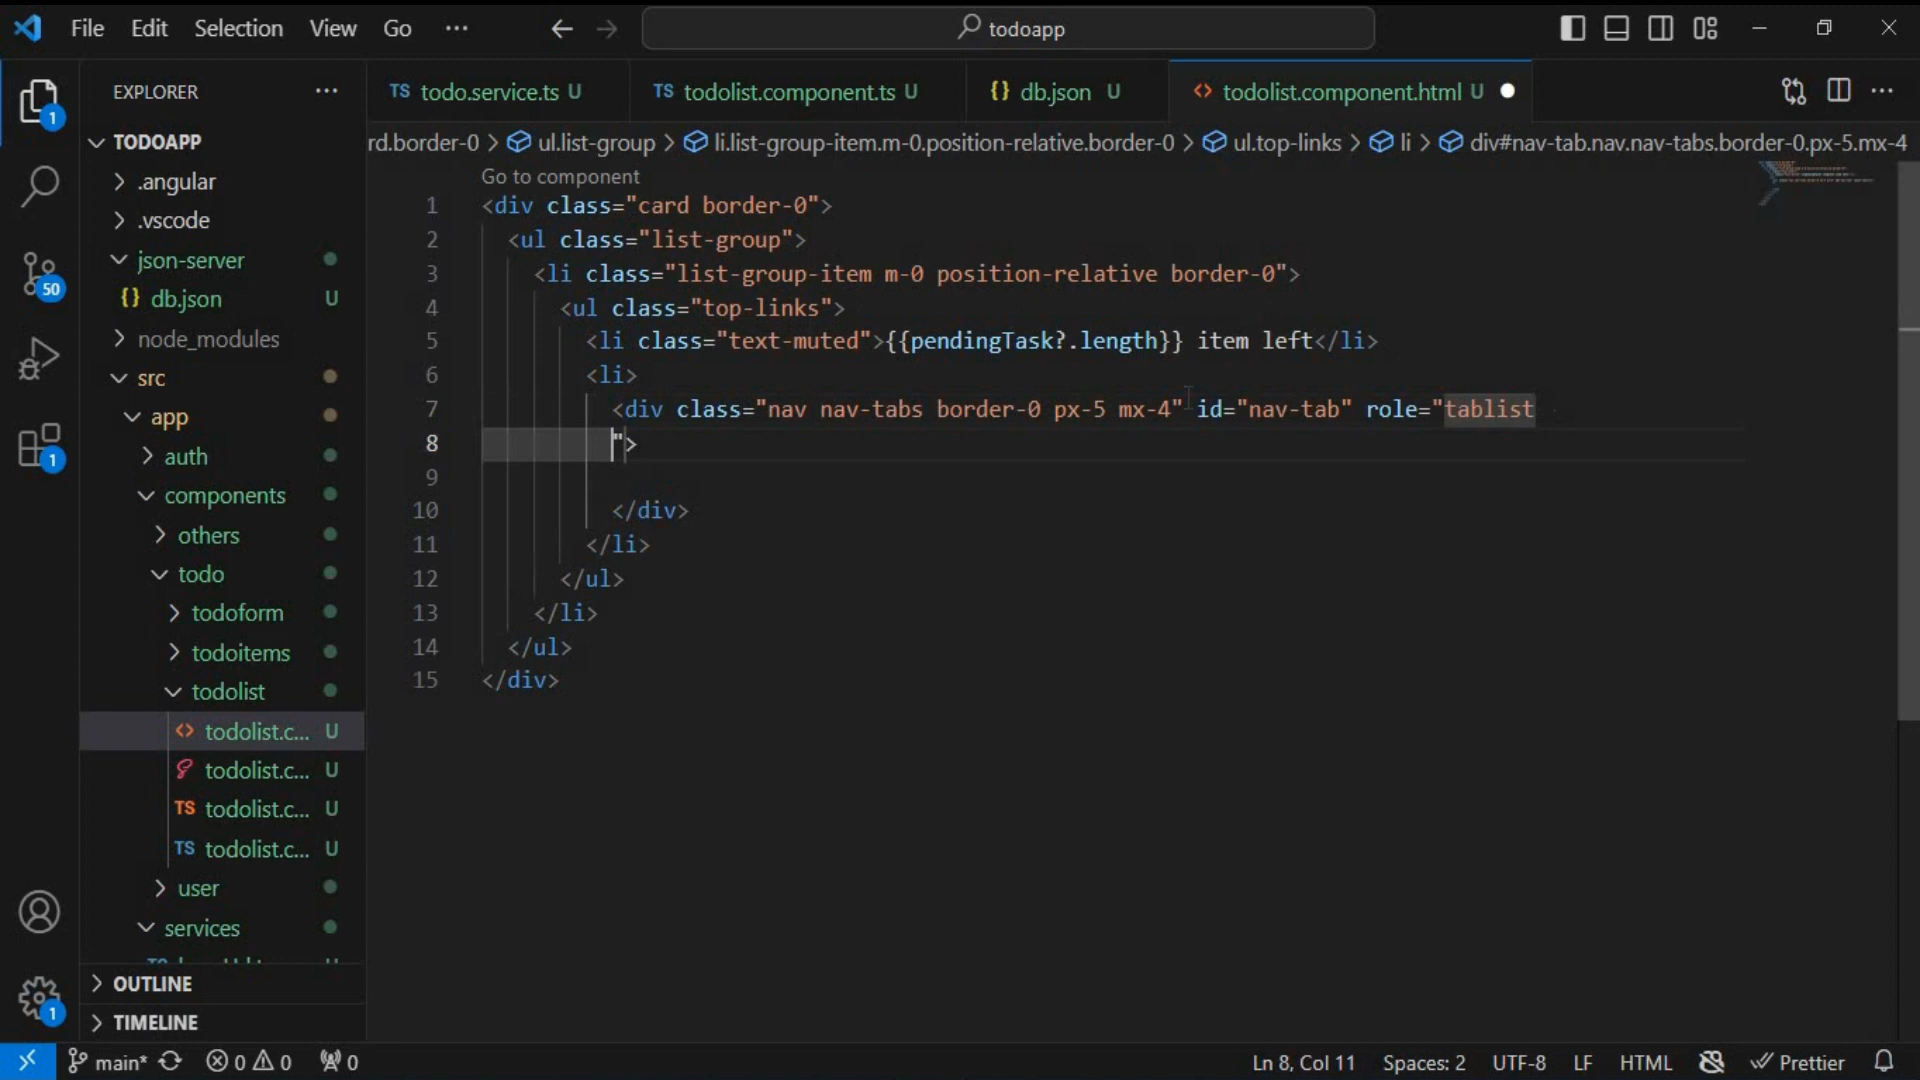 File Edit Selection View Go ··· todoapp
EXPLORER ···
TS todo.service.ts U TS todolist.component.ts U {} db.json U <> todolist.component.html U
TODOAPP
rd.border-0 > ul.list-group > li.list-group-item.m-0.position-relative.border-0 > ul.top-links > li > div#nav-tab.nav.nav-tabs.border-0.px-5.mx-4
.angular
.vscode
json-server
{} db.json U
node_modules
src
app
auth
components
others
todo
todoform
todoitems
todolist
<> todolist.c... U
todolist.c... U
TS todolist.c... U
TS todolist.c... U
user
services
OUTLINE
TIMELINE
1
50
1
1
Go to component
1 <div class="card border-0">
2 <ul class="list-group">
3 <li class="list-group-item m-0 position-relative border-0">
4 <ul class="top-links">
5 <li class="text-muted">{{pendingTask?.length}} item left</li>
6 <li>
7 <div class="nav nav-tabs border-0 px-5 mx-4" id="nav-tab" role="tablist
8 ">
9
10 </div>
11 </li>
12 </ul>
13 </li>
14 </ul>
15 </div>
main* 0 0 0 Ln 8, Col 11 Spaces: 2 UTF-8 LF HTML Prettier